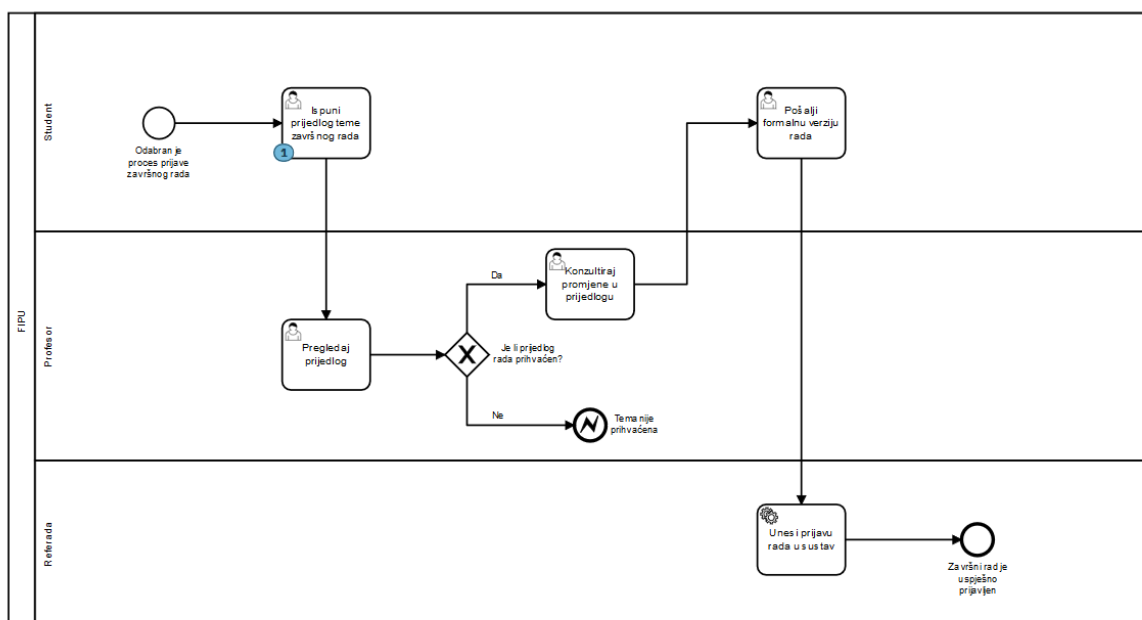 FIPU
Student
Odabran je
proces prijave
završnog rada
Ispuni
prijedlog teme
završnog rada
1
Pošalji
formalnu verziju
rada
Profesor
Pregledaj
prijedlog
Je li prijedlog
rada prihvaćen?
Da
Konzultiraj
promjene u
prijedlogu
Ne
Tema nije
prihvaćena
Referada
Unesi prijavu
rada u sustav
Završni rad je
uspješno
prijavljen